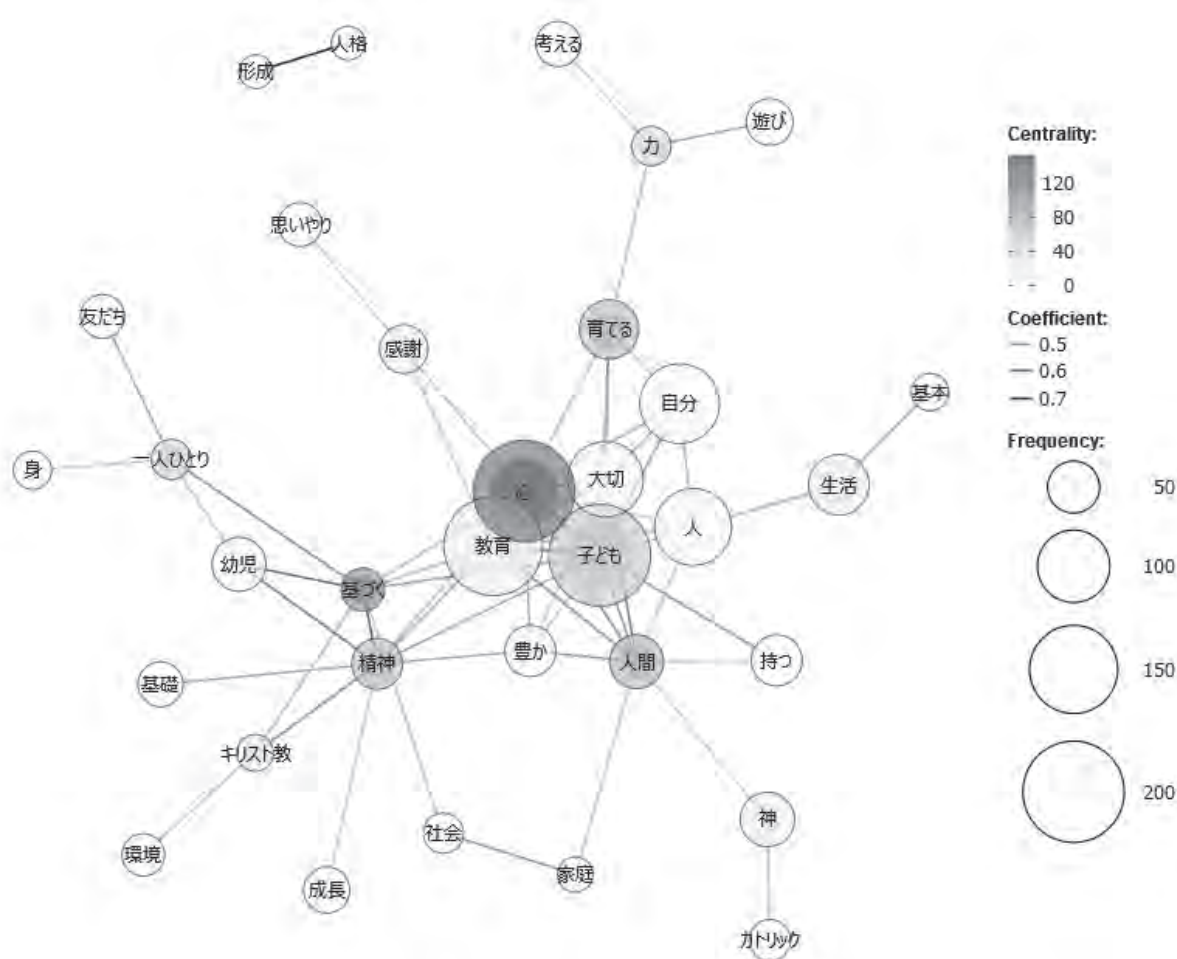 人格
形成
考える
遊び
力
思いやり
友だち
感謝
育てる
自分
基本
一人ひとり
身
大切
生活
心
人
教育
子ども
幼児
基づく
豊か
精神
人間
持つ
基礎
キリスト教
環境
社会
神
成長
家庭
カトリック
Centrality:
120
80
40
0
Coefficient:
0.5
0.6
0.7
Frequency:
50
100
150
200